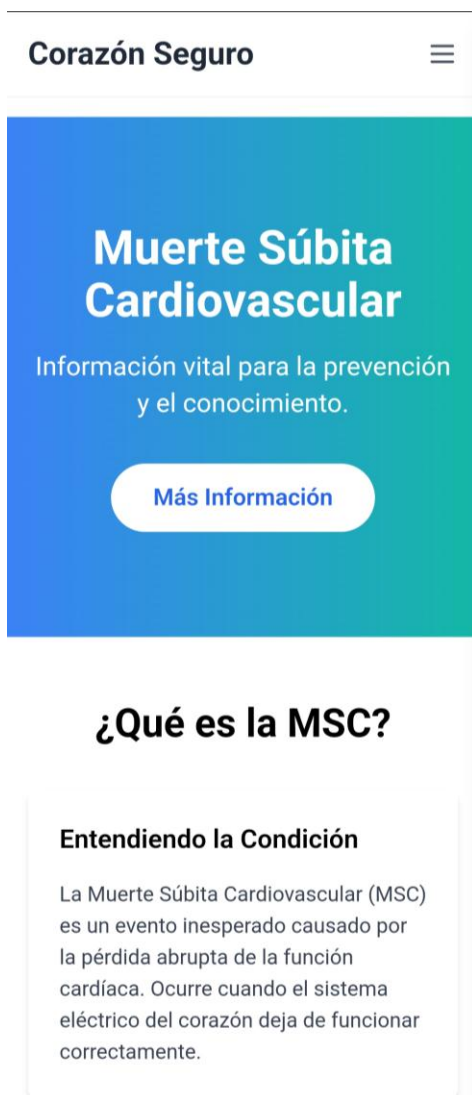 Corazón Seguro
Muerte Súbita
Cardiovascular
Información vital para la prevención
y el conocimiento.
Más Información
¿Qué es la MSC?
Entendiendo la Condición
La Muerte Súbita Cardiovascular (MSC)
es un evento inesperado causado por
la pérdida abrupta de la función
cardíaca. Ocurre cuando el sistema
eléctrico del corazón deja de funcionar
correctamente.